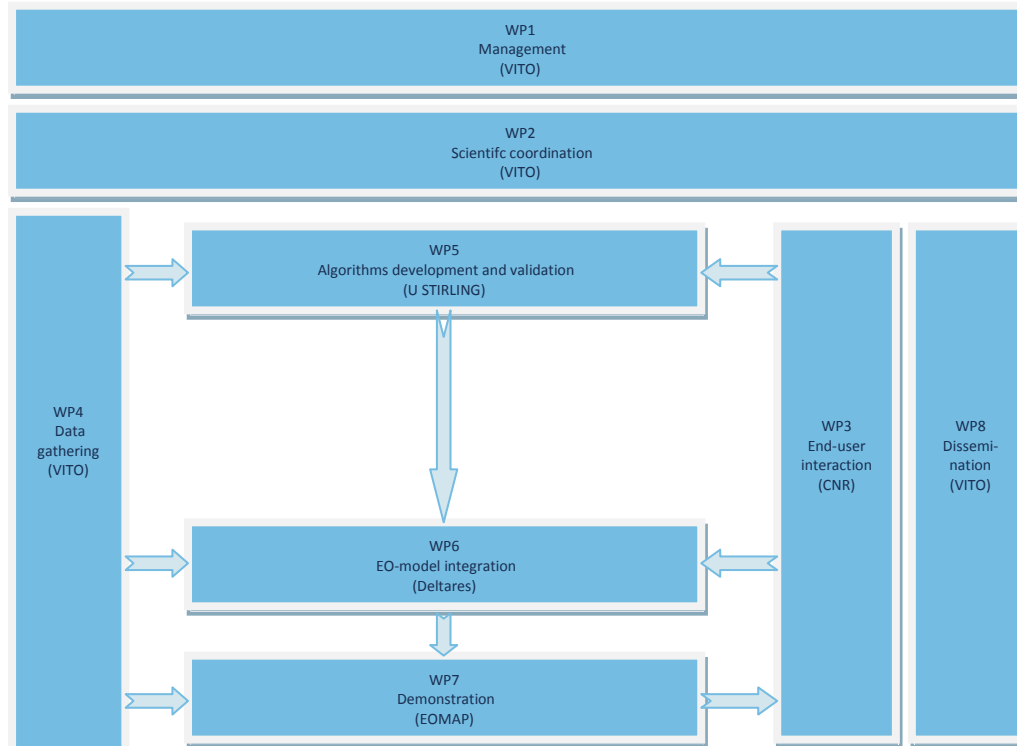 WP1
Management
(VITO)
WP2
Scientifc coordination
(VITO)
WP5
Algorithms development and validation
(U STIRLING)
WP4
Data
gathering
(VITO)
WP3
End-user
interaction
(CNR)
WP8
Dissemi-
nation
(VITO)
WP6
EO-model integration
(Deltares)
WP7
Demonstration
(EOMAP)